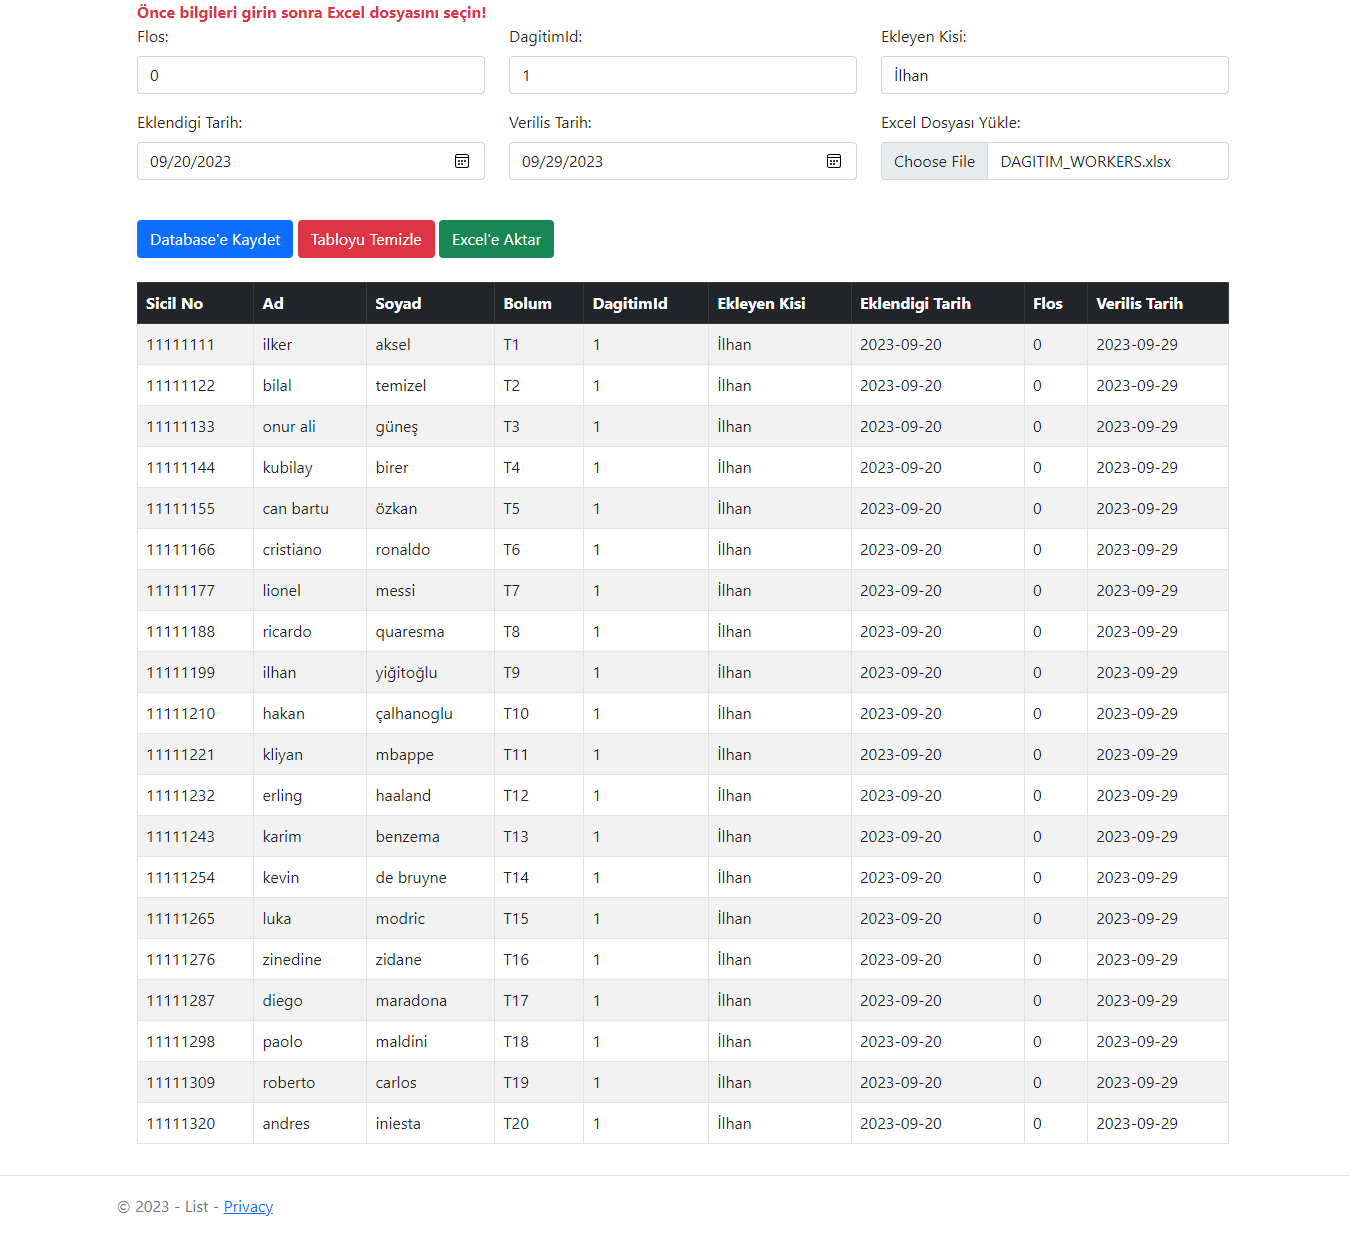 Önce bilgileri girin sonra Excel dosyasını seçin!
Flos: DagitimId: Ekleyen Kisi:
0 1 İlhan
Eklendigi Tarih: Verilis Tarih: Excel Dosyası Yükle:
09/20/2023 09/29/2023 Choose File DAGITIM_WORKERS.xlsx
Database'e Kaydet Tabloyu Temizle Excel'e Aktar
Sicil No Ad Soyad Bolum DagitimId Ekleyen Kisi Eklendigi Tarih Flos Verilis Tarih
11111111 ilker aksel T1 1 İlhan 2023-09-20 0 2023-09-29
11111122 bilal temizel T2 1 İlhan 2023-09-20 0 2023-09-29
11111133 onur ali güneş T3 1 İlhan 2023-09-20 0 2023-09-29
11111144 kubilay birer T4 1 İlhan 2023-09-20 0 2023-09-29
11111155 can bartu özkan T5 1 İlhan 2023-09-20 0 2023-09-29
11111166 cristiano ronaldo T6 1 İlhan 2023-09-20 0 2023-09-29
11111177 lionel messi T7 1 İlhan 2023-09-20 0 2023-09-29
11111188 ricardo quaresma T8 1 İlhan 2023-09-20 0 2023-09-29
11111199 ilhan yiğitoğlu T9 1 İlhan 2023-09-20 0 2023-09-29
11111210 hakan çalhanoglu T10 1 İlhan 2023-09-20 0 2023-09-29
11111221 kliyan mbappe T11 1 İlhan 2023-09-20 0 2023-09-29
11111232 erling haaland T12 1 İlhan 2023-09-20 0 2023-09-29
11111243 karim benzema T13 1 İlhan 2023-09-20 0 2023-09-29
11111254 kevin de bruyne T14 1 İlhan 2023-09-20 0 2023-09-29
11111265 luka modric T15 1 İlhan 2023-09-20 0 2023-09-29
11111276 zinedine zidane T16 1 İlhan 2023-09-20 0 2023-09-29
11111287 diego maradona T17 1 İlhan 2023-09-20 0 2023-09-29
11111298 paolo maldini T18 1 İlhan 2023-09-20 0 2023-09-29
11111309 roberto carlos T19 1 İlhan 2023-09-20 0 2023-09-29
11111320 andres iniesta T20 1 İlhan 2023-09-20 0 2023-09-29
© 2023 - List - Privacy